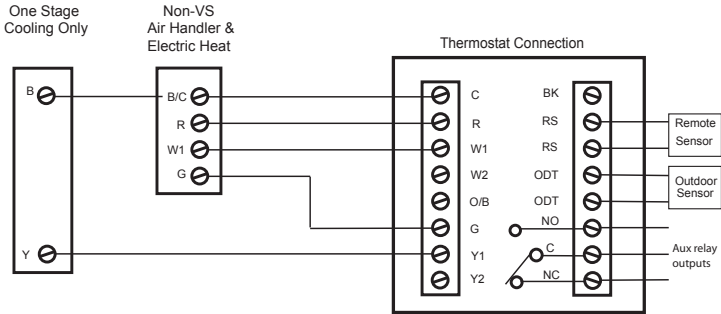 One Stage
Cooling Only
Non-VS
Air Handler &
Electric Heat
Thermostat Connection
B
Y
B/C
R
W1
G
C
R
W1
W2
O/B
G
Y1
Y2
BK
RS
RS
ODT
ODT
NO
C
NC
Remote
Sensor
Outdoor
Sensor
Aux relay
outputs